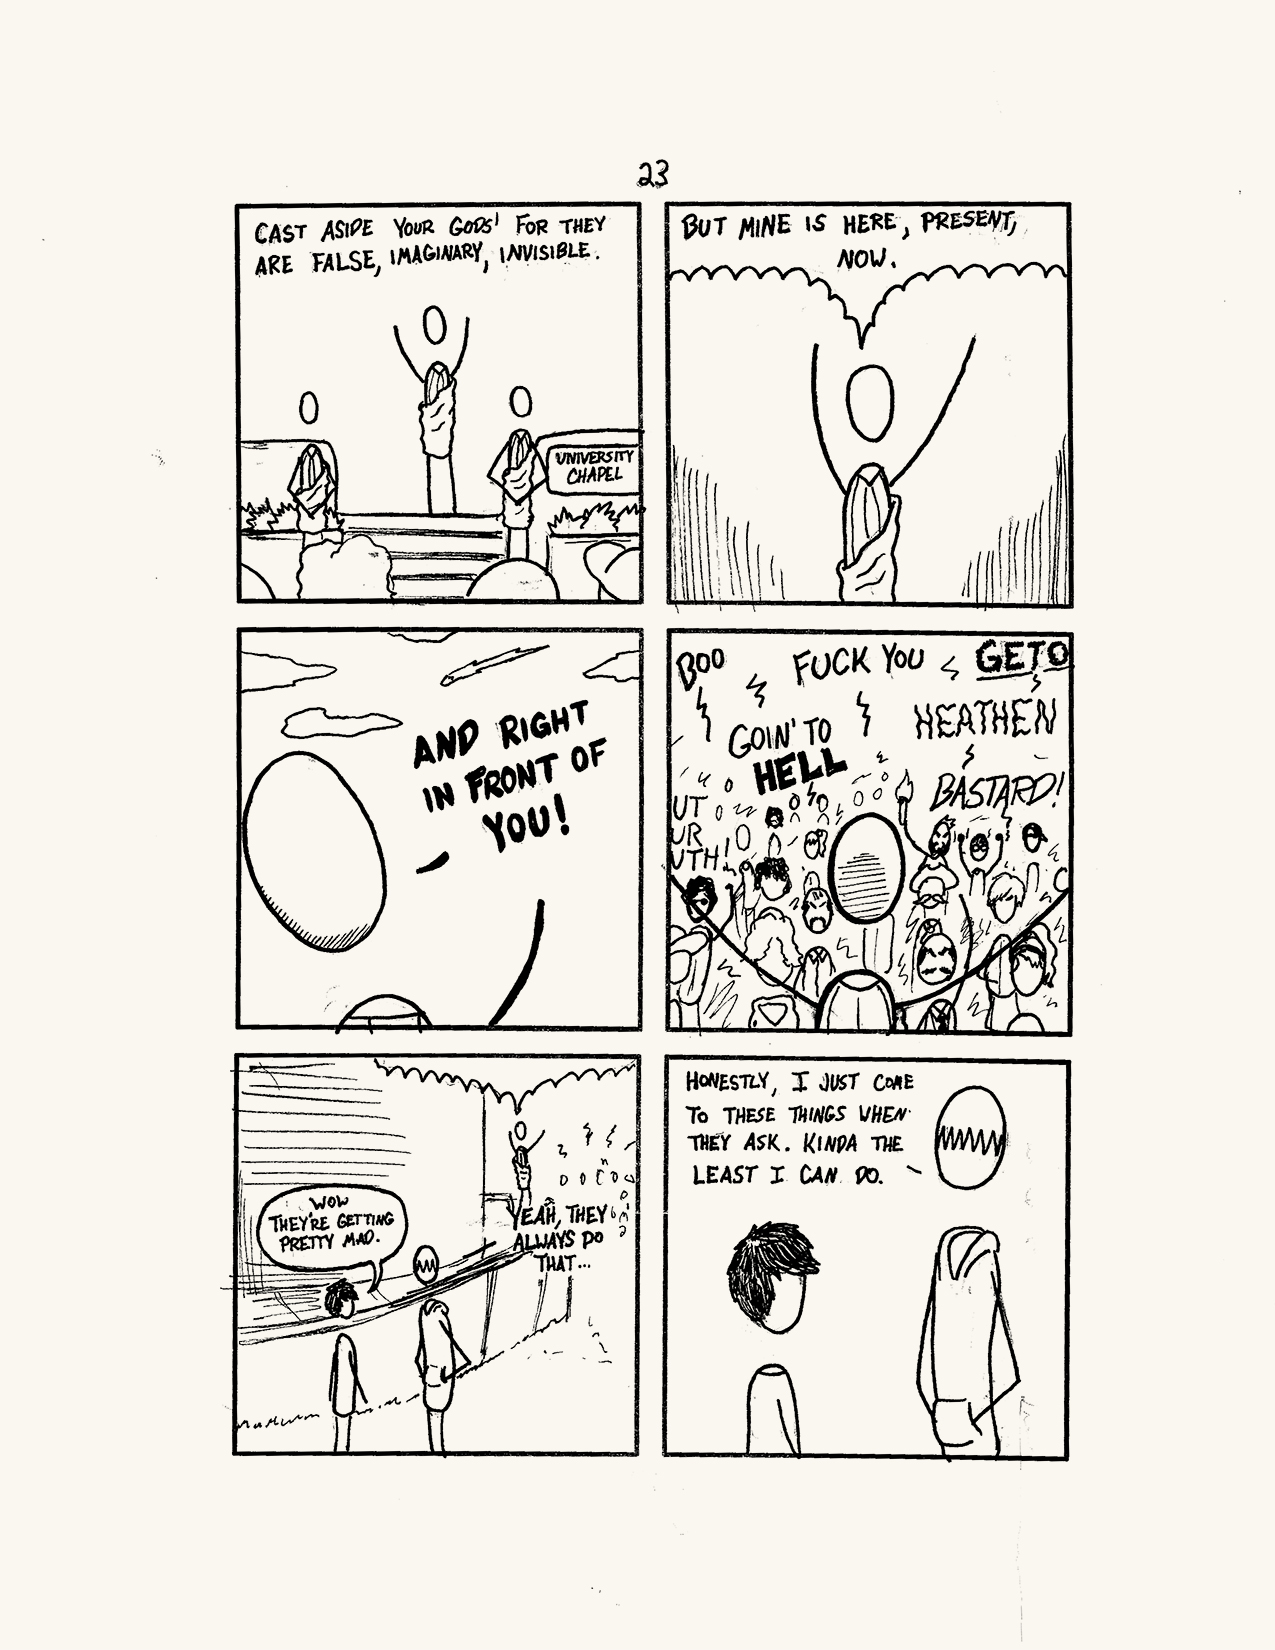 23
CAST ASIDE YOUR GODS' FOR THEY
ARE FALSE, IMAGINARY, INVISIBLE.
UNIVERSITY
CHAPEL
BUT MINE IS HERE, PRESENT,
NOW.
AND RIGHT
IN FRONT OF
YOU!
BOO
FUCK YOU
GETO
HEATHEN
GOIN' TO
HELL
BASTARD!
UT
UR
UTH!
WOW
THEY'RE GETTING
PRETTY MAD.
YEAH, THEY
ALWAYS DO
THAT...
HONESTLY, I JUST COME
TO THESE THINGS WHEN
THEY ASK. KINDA THE
LEAST I CAN DO.